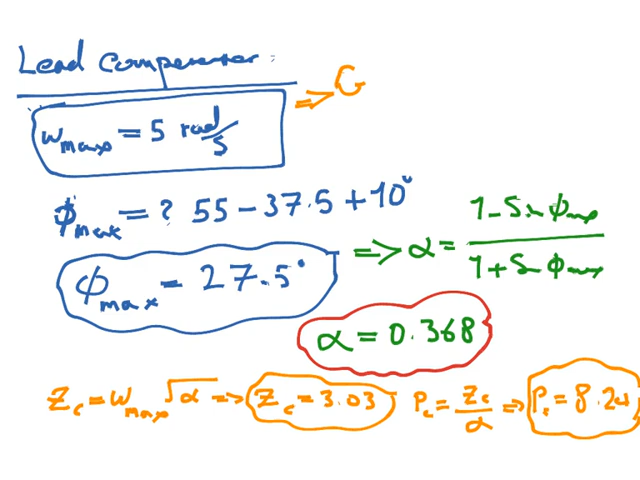 Lead compensator :
ω_max = 5 rad/s => G
φ_max = ? 55 - 37.5 + 10°
φ_max = 27.5° => α = (1 - Sin φ_max) / (1 + Sin φ_max)
α = 0.368
Z_c = ω_max √α => Z_c = 3.03 P_c = Z_c / α => P_c = 8.24